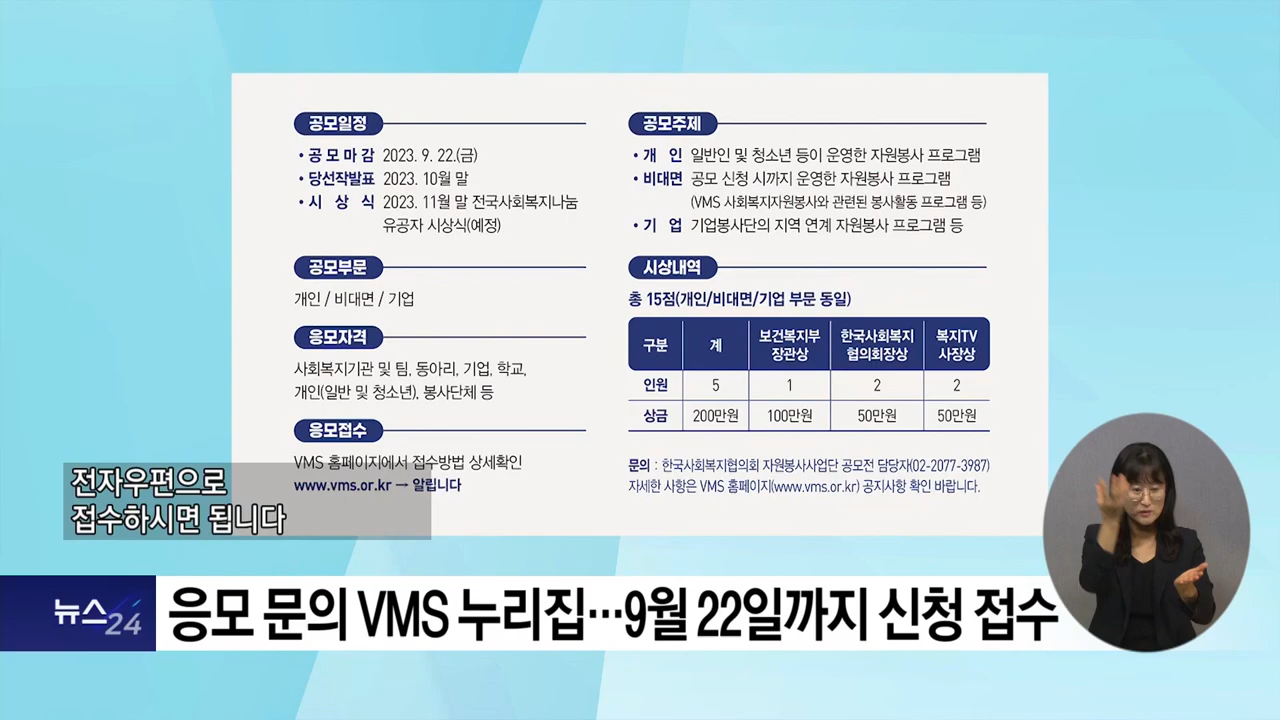 공모일정
• 공 모 마 감 2023. 9. 22.(금)
• 당선작발표 2023. 10월 말
• 시 상 식 2023. 11월 말 전국사회복지나눔
유공자 시상식(예정)
공모부문
개인 / 비대면 / 기업
응모자격
사회복지기관 및 팀, 동아리, 기업, 학교,
개인(일반 및 청소년), 봉사단체 등
응모접수
VMS 홈페이지에서 접수방법 상세확인
www.vms.or.kr → 알립니다
공모주제
• 개 인 일반인 및 청소년 등이 운영한 자원봉사 프로그램
• 비대면 공모 신청 시까지 운영한 자원봉사 프로그램
(VMS 사회복지자원봉사와 관련된 봉사활동 프로그램 등)
• 기 업 기업봉사단의 지역 연계 자원봉사 프로그램 등
시상내역
총 15점(개인/비대면/기업 부문 동일)
구분 계 보건복지부 장관상 한국사회복지 협의회장상 복지TV 사장상
인원 5 1 2 2
상금 200만원 100만원 50만원 50만원
문의 : 한국사회복지협의회 자원봉사사업단 공모전 담당자(02-2077-3987)
자세한 사항은 VMS 홈페이지(www.vms.or.kr) 공지사항 확인 바랍니다.
전자우편으로
접수하시면 됩니다
뉴스24
응모 문의 VMS 누리집…9월 22일까지 신청 접수